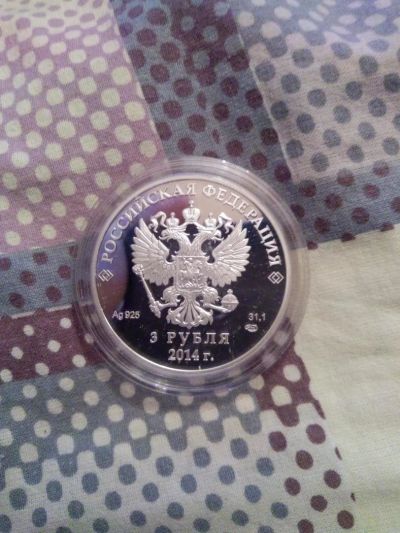 РОССИЙСКАЯ ФЕДЕРАЦИЯ
Ag 925
31,1
3 РУБЛЯ
2014 г.